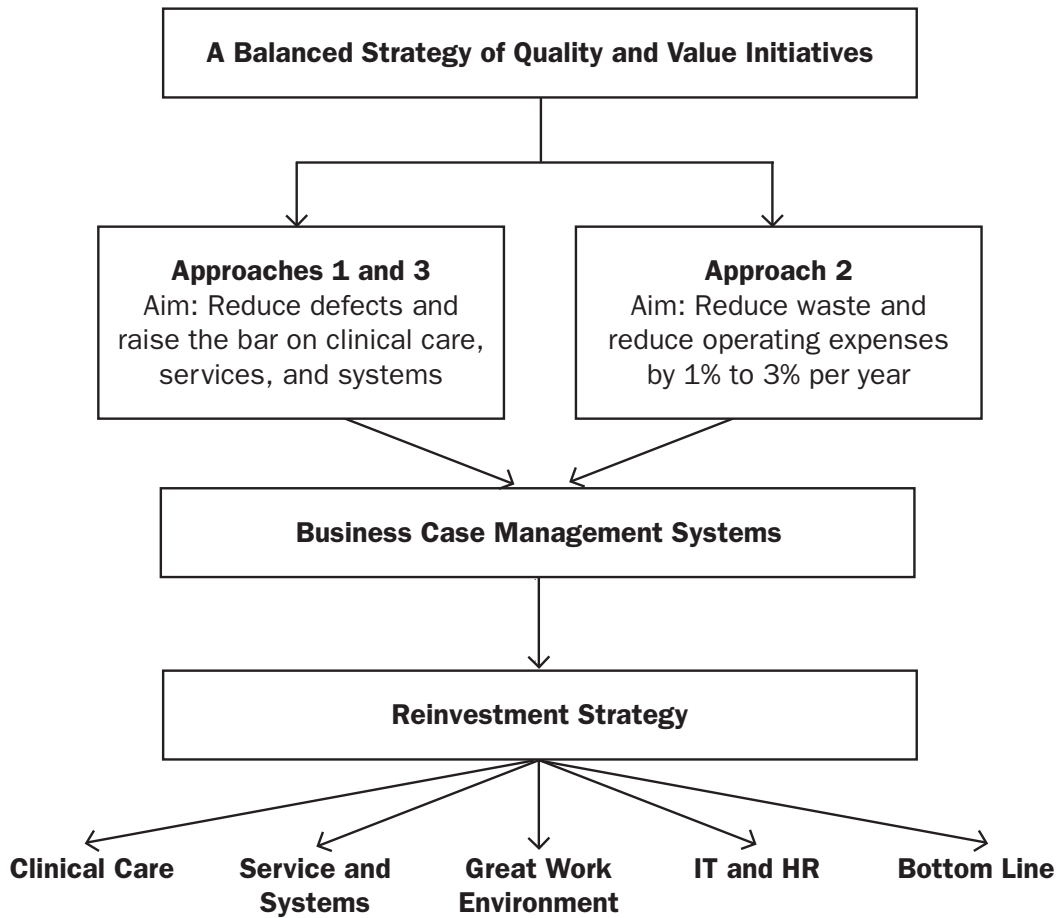 A Balanced Strategy of Quality and Value Initiatives
Approaches 1 and 3
Aim: Reduce defects and
raise the bar on clinical care,
services, and systems
Approach 2
Aim: Reduce waste and
reduce operating expenses
by 1% to 3% per year
Business Case Management Systems
Reinvestment Strategy
Clinical Care
Service and
Systems
Great Work
Environment
IT and HR
Bottom Line